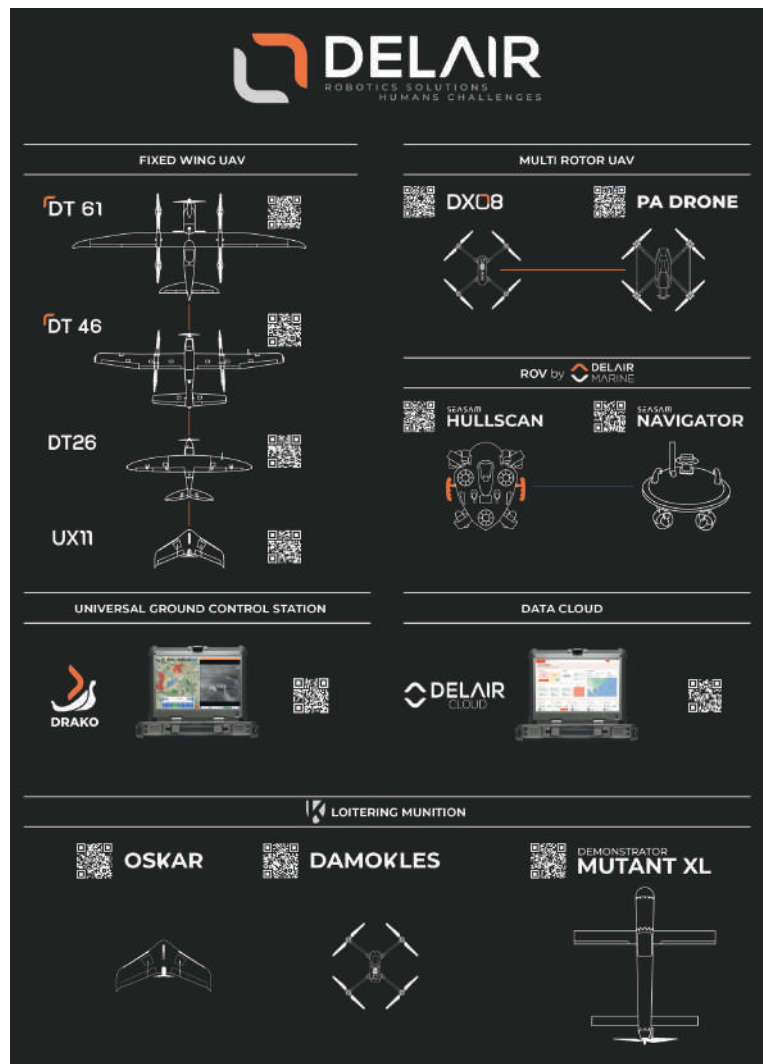 DELAIR
ROBOTICS SOLUTIONS
HUMANS CHALLENGES
FIXED WING UAV
DT 61
DT 46
DT26
UX11
MULTI ROTOR UAV
DX08
PA DRONE
ROV by DELAIR MARINE
SEASAM
HULLSCAN
SEASAM
NAVIGATOR
UNIVERSAL GROUND CONTROL STATION
DRAKO
DATA CLOUD
DELAIR
CLOUD
LOITERING MUNITION
OSKAR
DAMOKLES
DEMONSTRATOR
MUTANT XL